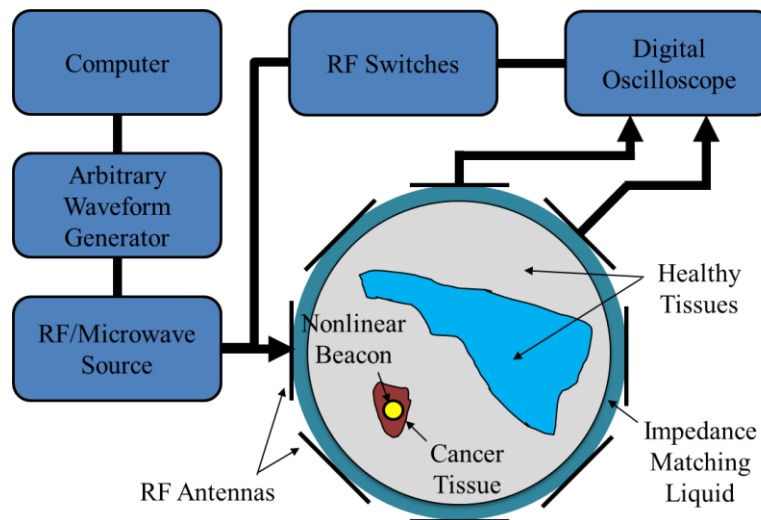 Computer
RF Switches
Digital
Oscilloscope
Arbitrary
Waveform
Generator
RF/Microwave
Source
Healthy
Tissues
Nonlinear
Beacon
Cancer
Tissue
RF Antennas
Impedance
Matching
Liquid